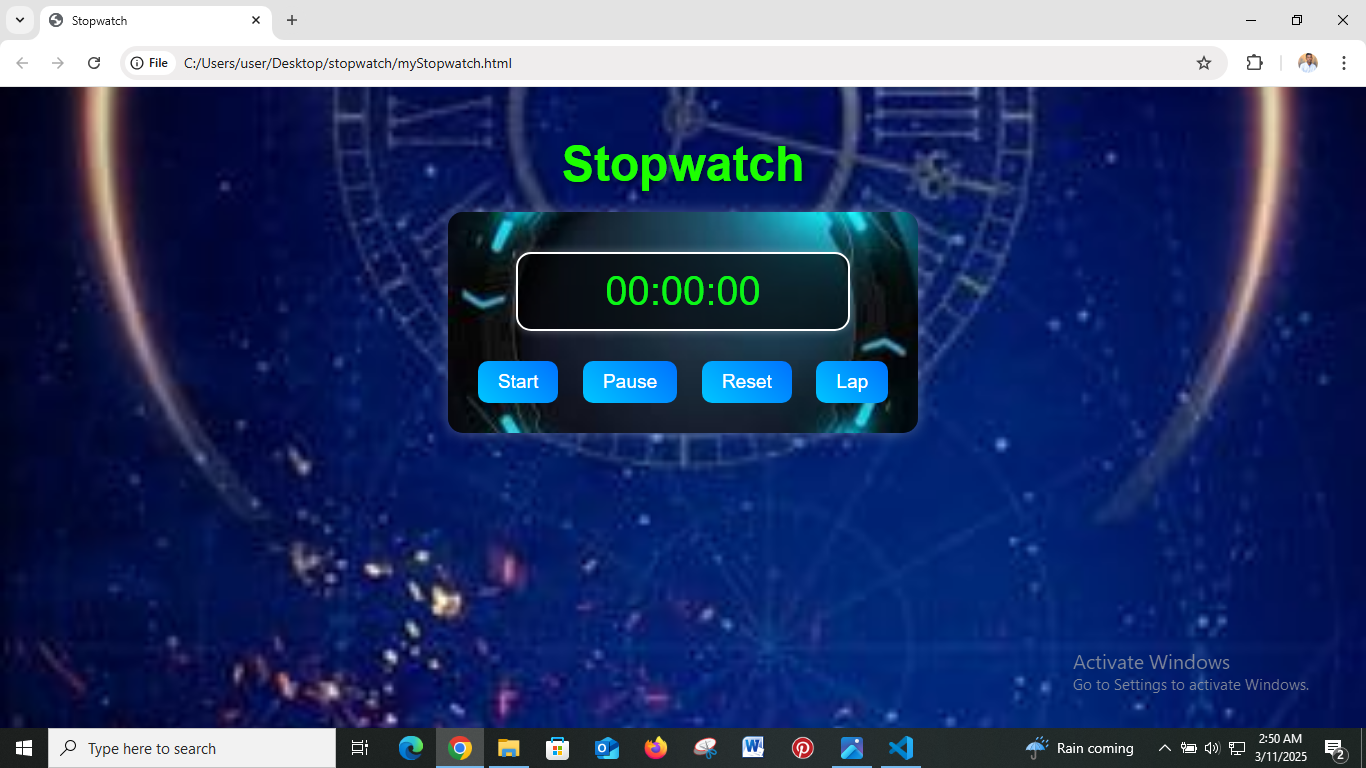 Stopwatch
File
C:/Users/user/Desktop/stopwatch/myStopwatch.html
Stopwatch
00:00:00
Start Pause Reset Lap
Activate Windows
Go to Settings to activate Windows.
Type here to search
Rain coming
2:50 AM
3/11/2025
2